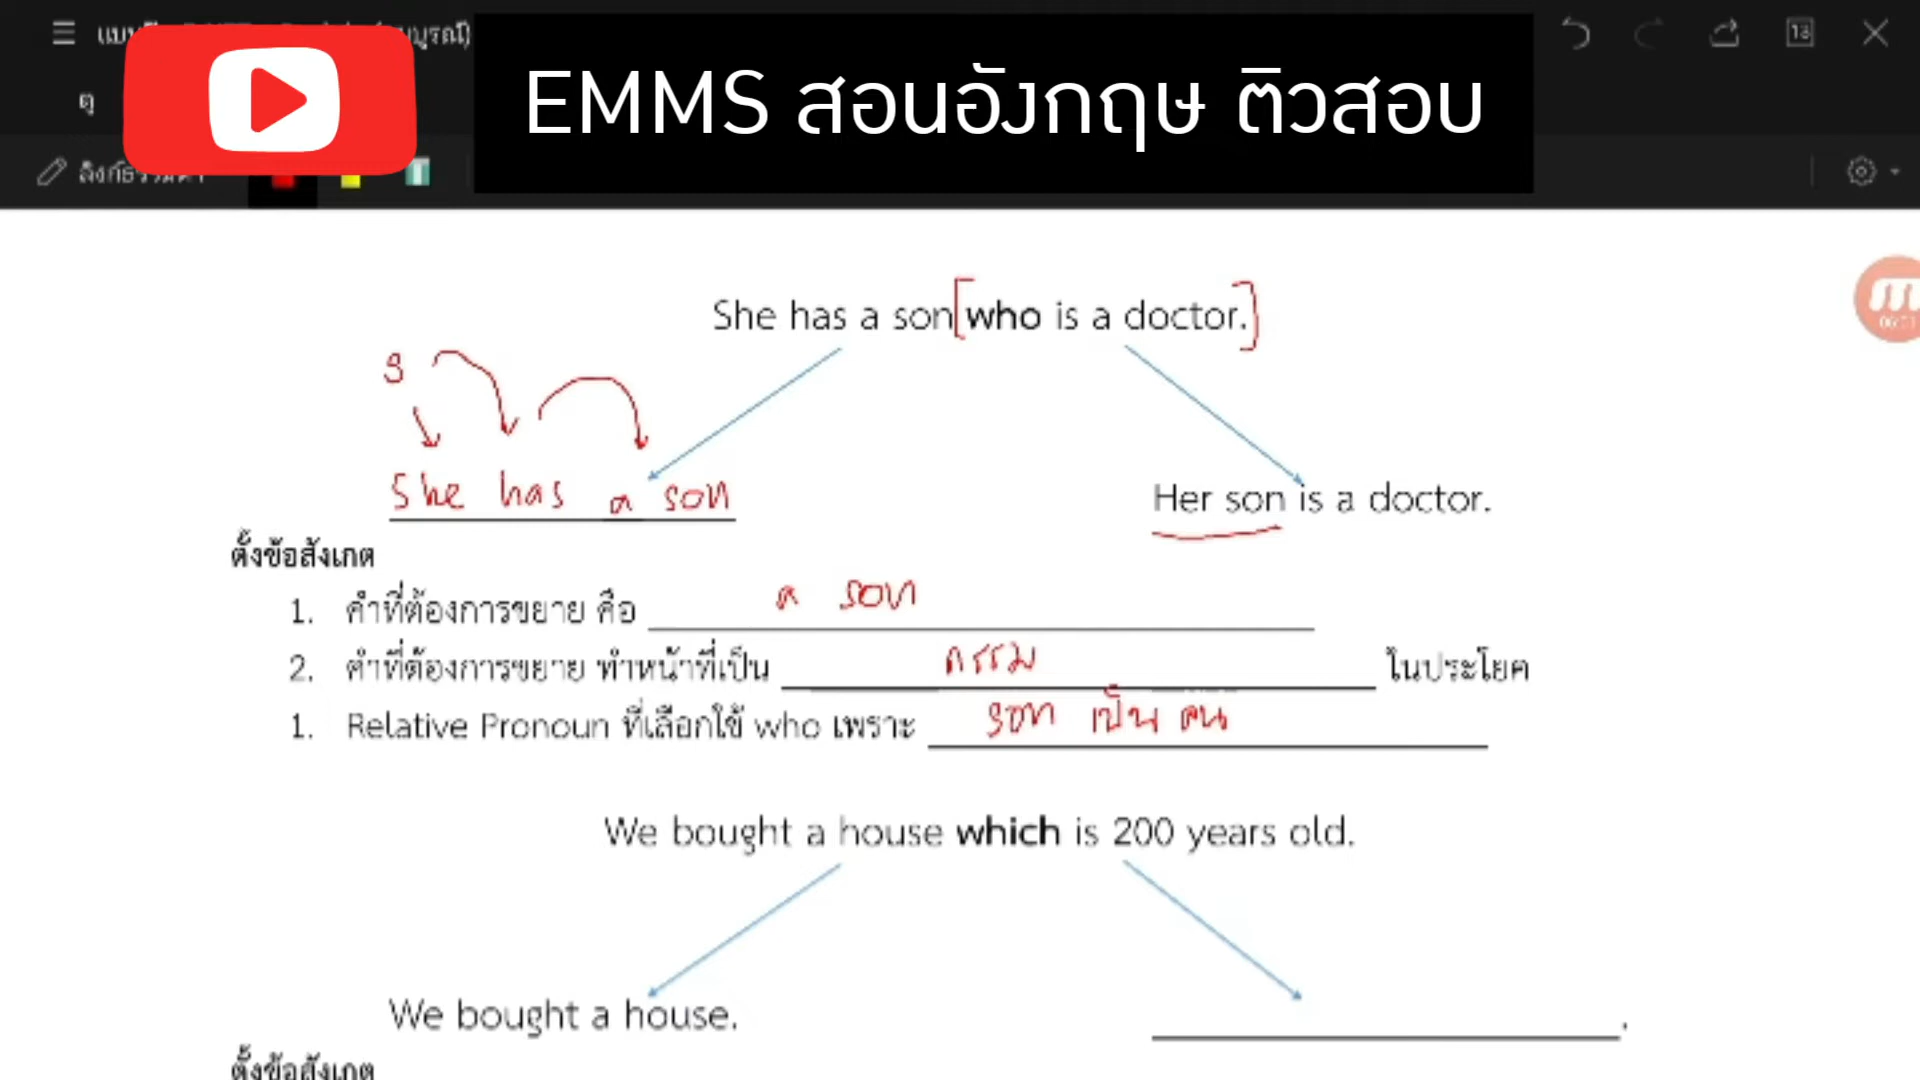 EMMS สอนอังกฤษ ติวสอบ
13
ตู
She has a son [who is a doctor.]
She has a son
Her son is a doctor.
ตั้งข้อสังเกต
1. คำที่ต้องการขยาย คือ a son
2. คำที่ต้องการขยาย ทำหน้าที่เป็น กรรม ในประโยค
1. Relative Pronoun ที่เลือกใช้ who เพราะ son เป็น คน
We bought a house which is 200 years old.
We bought a house.
ตั้งข้อสังเกต